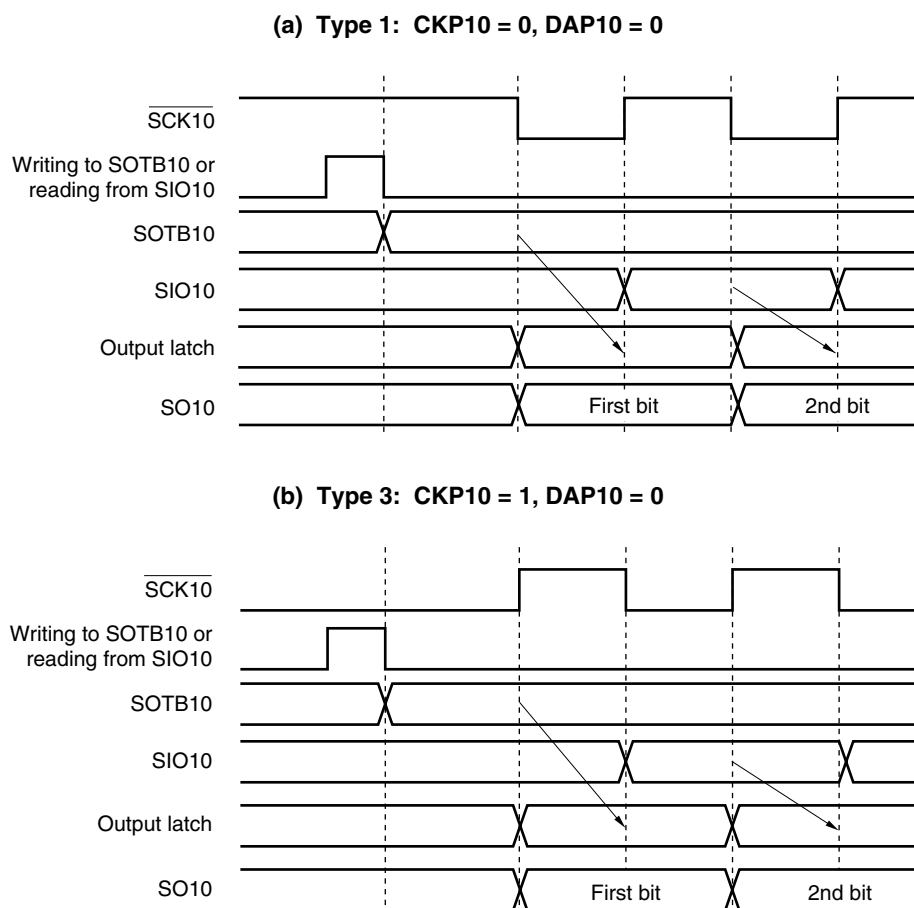 (a) Type 1: CKP10 = 0, DAP10 = 0
SCK10
Writing to SOTB10 or
reading from SIO10
SOTB10
SIO10
Output latch
SO10
First bit
2nd bit
(b) Type 3: CKP10 = 1, DAP10 = 0
SCK10
Writing to SOTB10 or
reading from SIO10
SOTB10
SIO10
Output latch
SO10
First bit
2nd bit